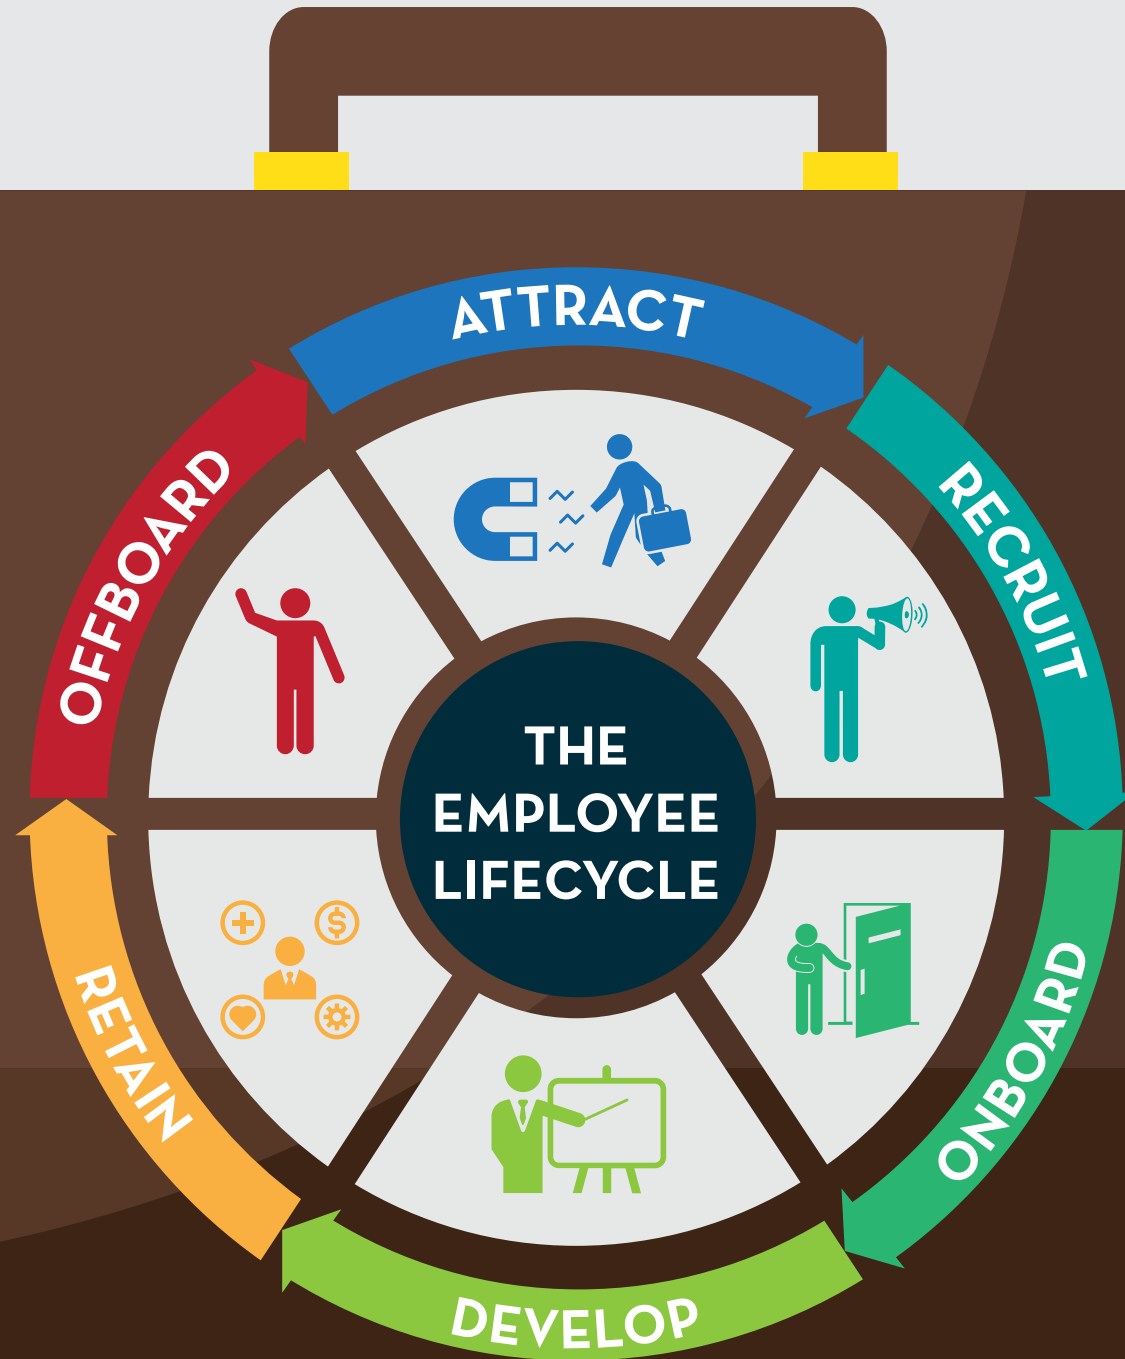 ATTRACT
RECRUIT
ONBOARD
DEVELOP
RETAIN
OFFBOARD
THE
EMPLOYEE
LIFECYCLE
$